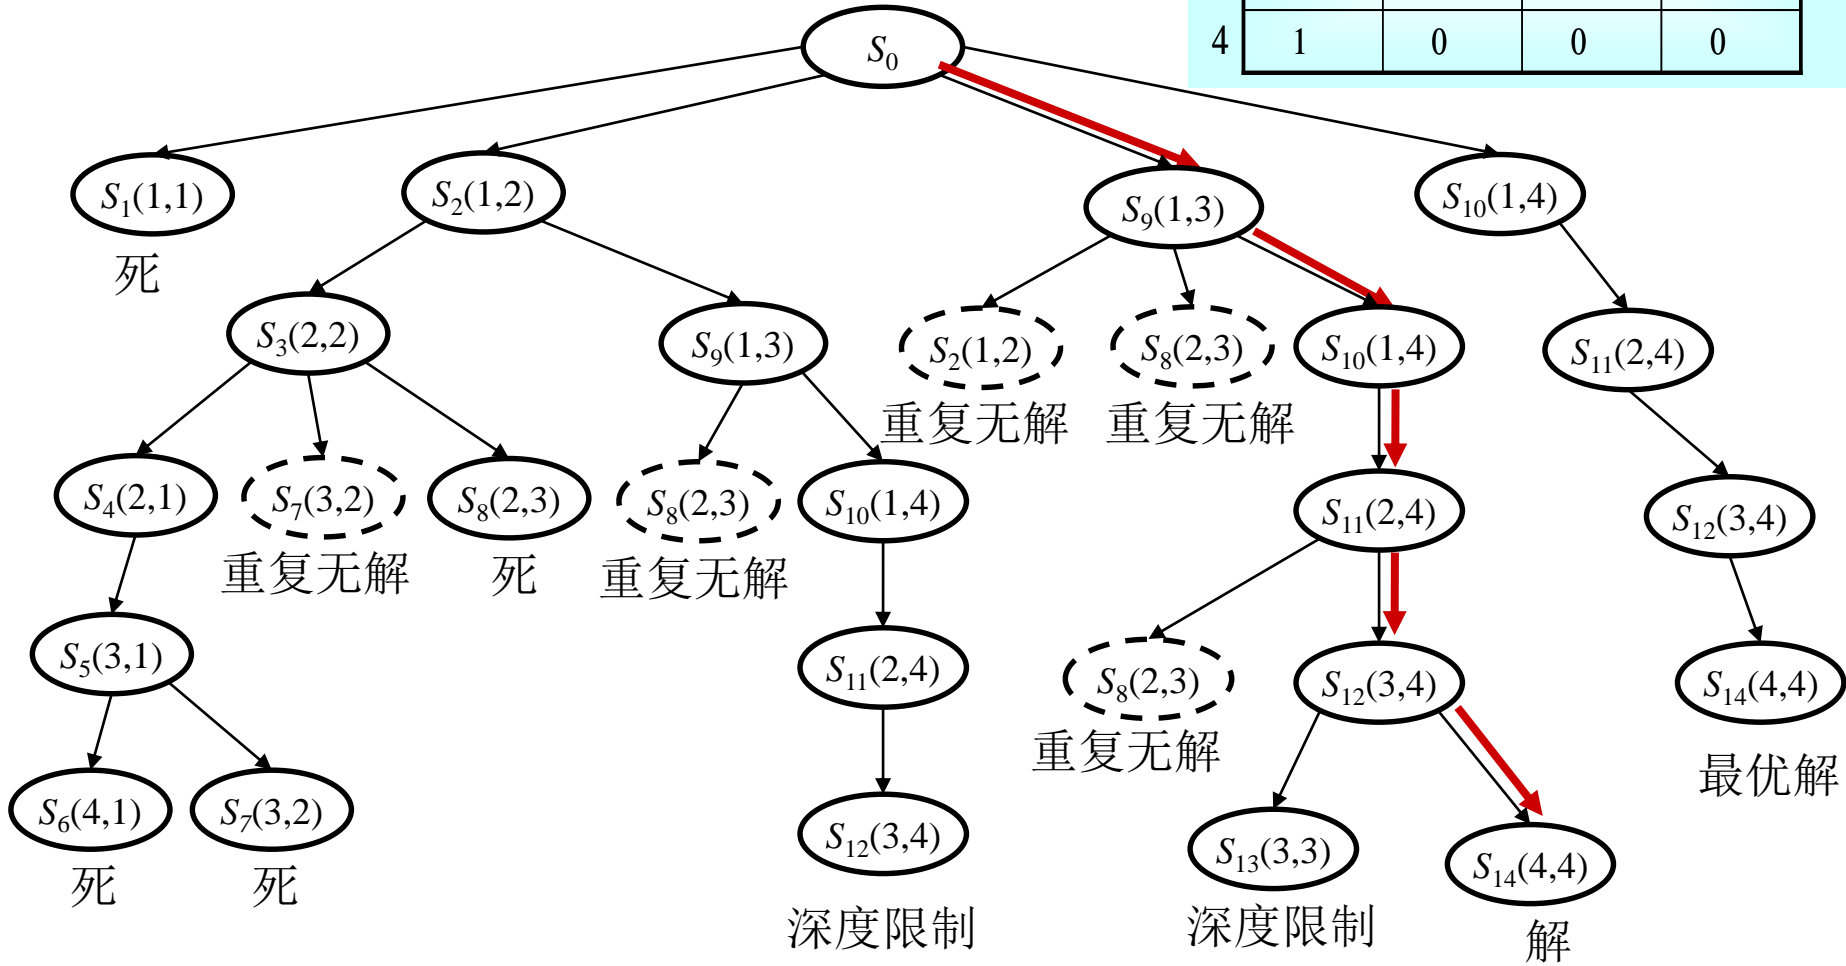 4 1 0 0 0
S0
S1(1,1)
死
S2(1,2)
S9(1,3)
S10(1,4)
S3(2,2)
S9(1,3)
S2(1,2)
重复无解
S8(2,3)
重复无解
S10(1,4)
S11(2,4)
S4(2,1)
S7(3,2)
重复无解
S8(2,3)
死
S8(2,3)
重复无解
S10(1,4)
S11(2,4)
S12(3,4)
S5(3,1)
S11(2,4)
S8(2,3)
重复无解
S12(3,4)
S14(4,4)
最优解
S6(4,1)
死
S7(3,2)
死
S12(3,4)
深度限制
S13(3,3)
深度限制
S14(4,4)
解